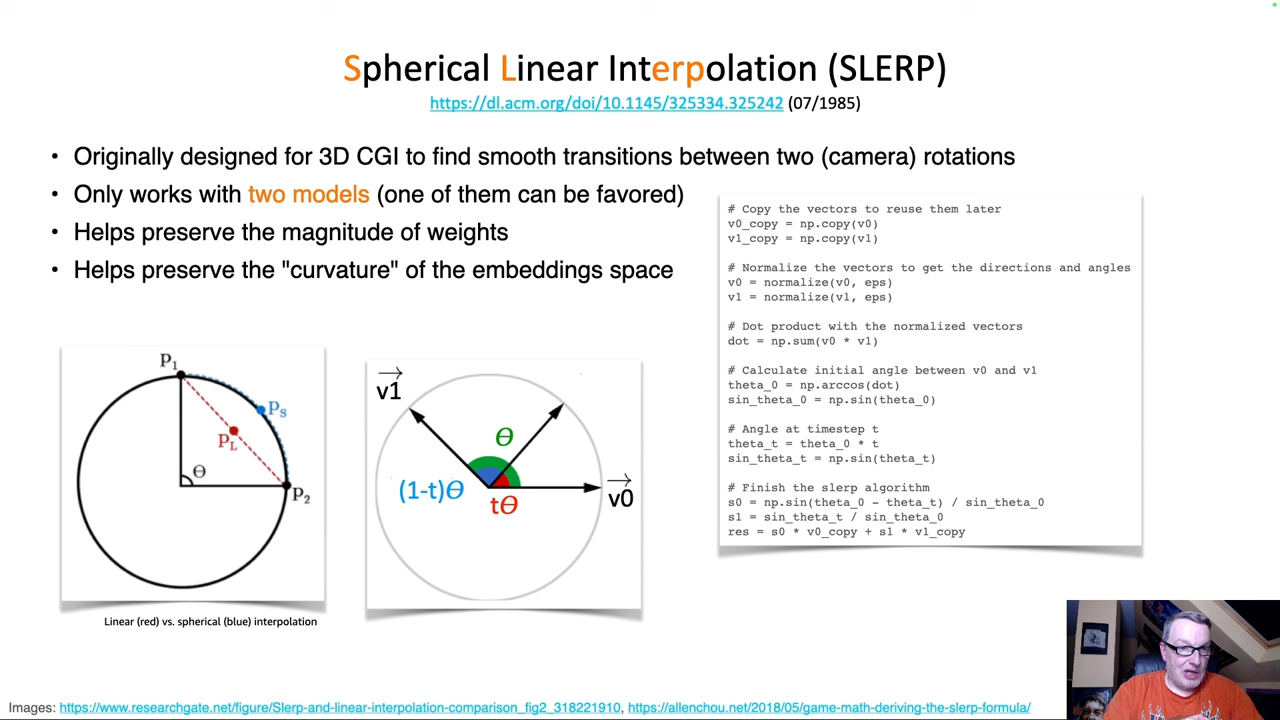 Spherical Linear Interpolation (SLERP)
https://dl.acm.org/doi/10.1145/325334.325242 (07/1985)
• Originally designed for 3D CGI to find smooth transitions between two (camera) rotations
• Only works with two models (one of them can be favored)
• Helps preserve the magnitude of weights
• Helps preserve the "curvature" of the embeddings space
# Copy the vectors to reuse them later
v0_copy = np.copy(v0)
v1_copy = np.copy(v1)
# Normalize the vectors to get the directions and angles
v0 = normalize(v0, eps)
v1 = normalize(v1, eps)
# Dot product with the normalized vectors
dot = np.sum(v0 * v1)
# Calculate initial angle between v0 and v1
theta_0 = np.arccos(dot)
sin_theta_0 = np.sin(theta_0)
# Angle at timestep t
theta_t = theta_0 * t
sin_theta_t = np.sin(theta_t)
# Finish the slerp algorithm
s0 = np.sin(theta_0 - theta_t) / sin_theta_0
s1 = sin_theta_t / sin_theta_0
res = s0 * v0_copy + s1 * v1_copy
P1
PS
PL
θ
P2
Linear (red) vs. spherical (blue) interpolation
v1
θ
(1-t)θ
tθ
v0
Images: https://www.researchgate.net/figure/Slerp-and-linear-interpolation-comparison_fig2_318221910, https://allenchou.net/2018/05/game-math-deriving-the-slerp-formula/